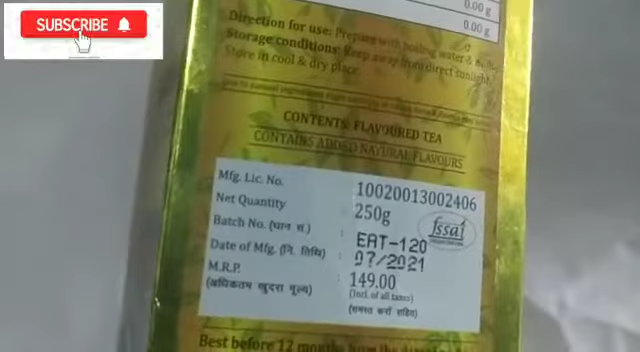 SUBSCRIBE
0.00 g
0.00 g
Direction for use: Prepare with boiling water &
Storage conditions: Keep away from direct sunlight.
Store in cool & dry place.
CONTENTS: FLAVOURED TEA
CONTAINS ADDED NATURAL FLAVOURS
Mfg. Lic. No. 10020013002406
Net Quantity : 250g
fssai
Batch No. (घान सं.) : EAT-120
Date of Mfg. (नि. तिथि) : 07/2021
M.R.P. : 149.00
(अधिकतम खुदरा मूल्य) (Incl. of all taxes)
(समस्त करों सहित)
Best before 12 months from the